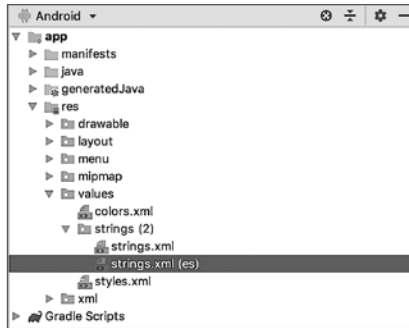 Android
app
manifests
java
generatedJava
res
drawable
layout
menu
mipmap
values
colors.xml
strings (2)
strings.xml
strings.xml (es)
styles.xml
xml
Gradle Scripts